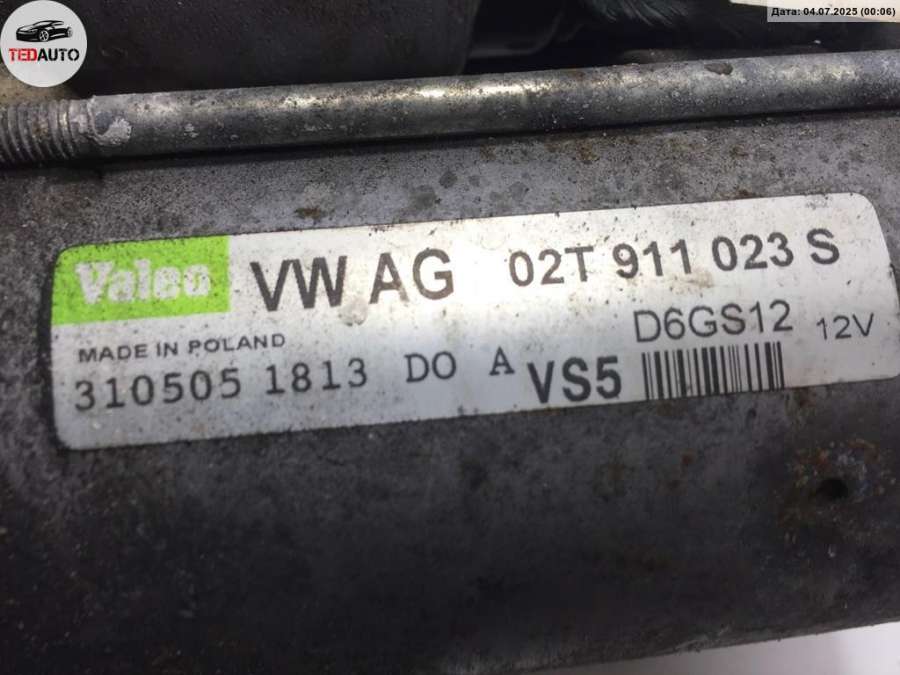 TEDAUTO
Дата: 04.07.2025 (00:06)
Valeo VW AG 02T 911 023 S
D6GS12 12V
MADE IN POLAND
310505 1813 DO A VS5